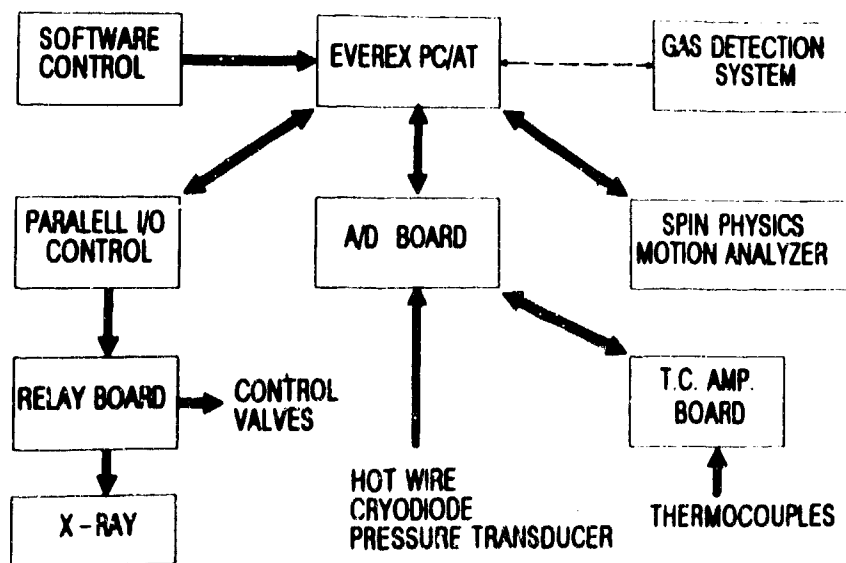 SOFTWARE
CONTROL
EVEREX PC/AT
GAS DETECTION
SYSTEM
PARALELL I/O
CONTROL
A/D BOARD
SPIN PHYSICS
MOTION ANALYZER
RELAY BOARD
CONTROL
VALVES
T.C. AMP.
BOARD
X-RAY
HOT WIRE
CRYODIODE
PRESSURE TRANSDUCER
THERMOCOUPLES